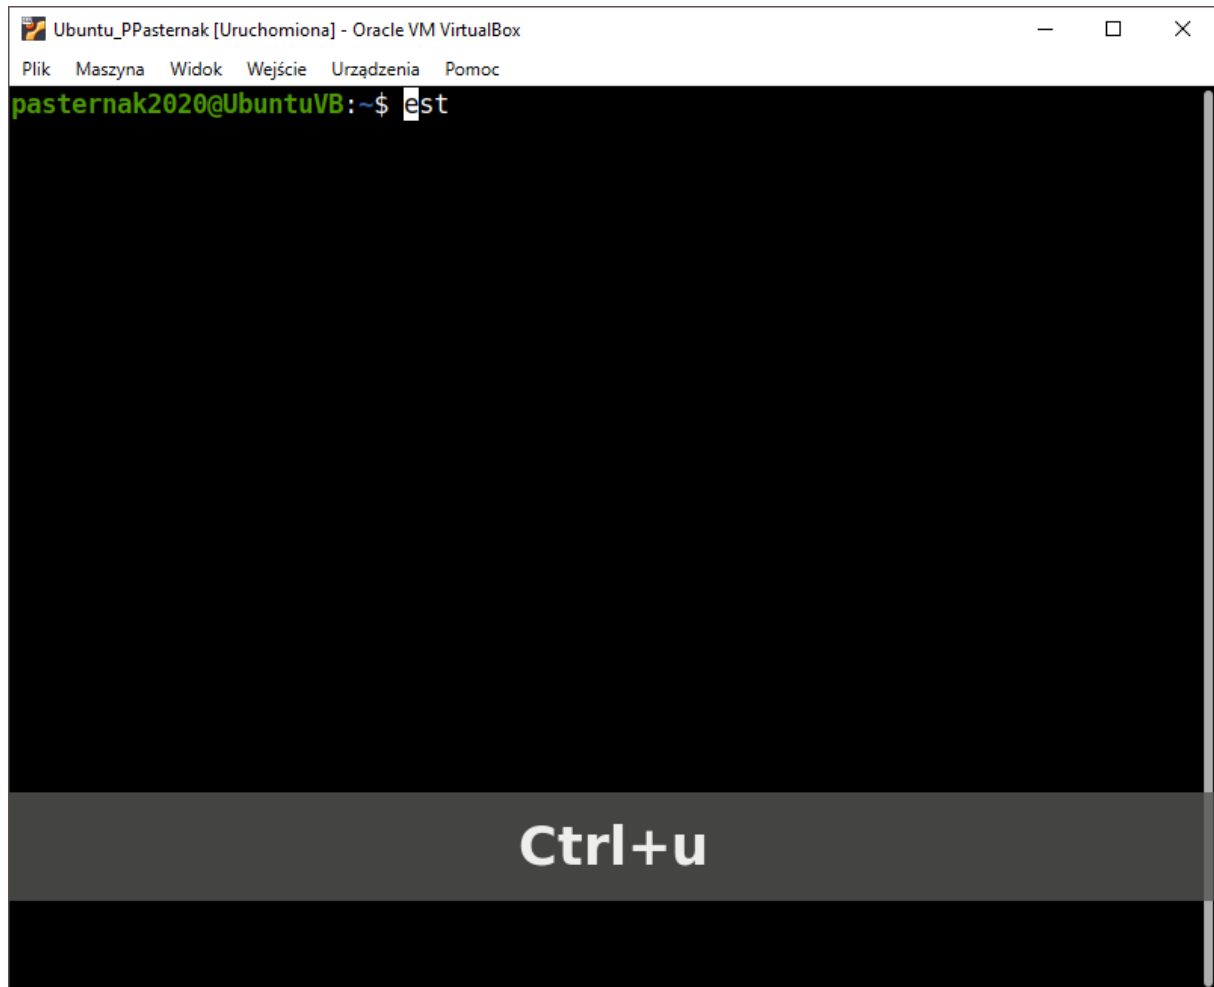 Ubuntu_PPasternak [Uruchomiona] - Oracle VM VirtualBox
Plik Maszyna Widok Wejście Urządzenia Pomoc
pasternak2020@UbuntuVB:~$ est
Ctrl+u